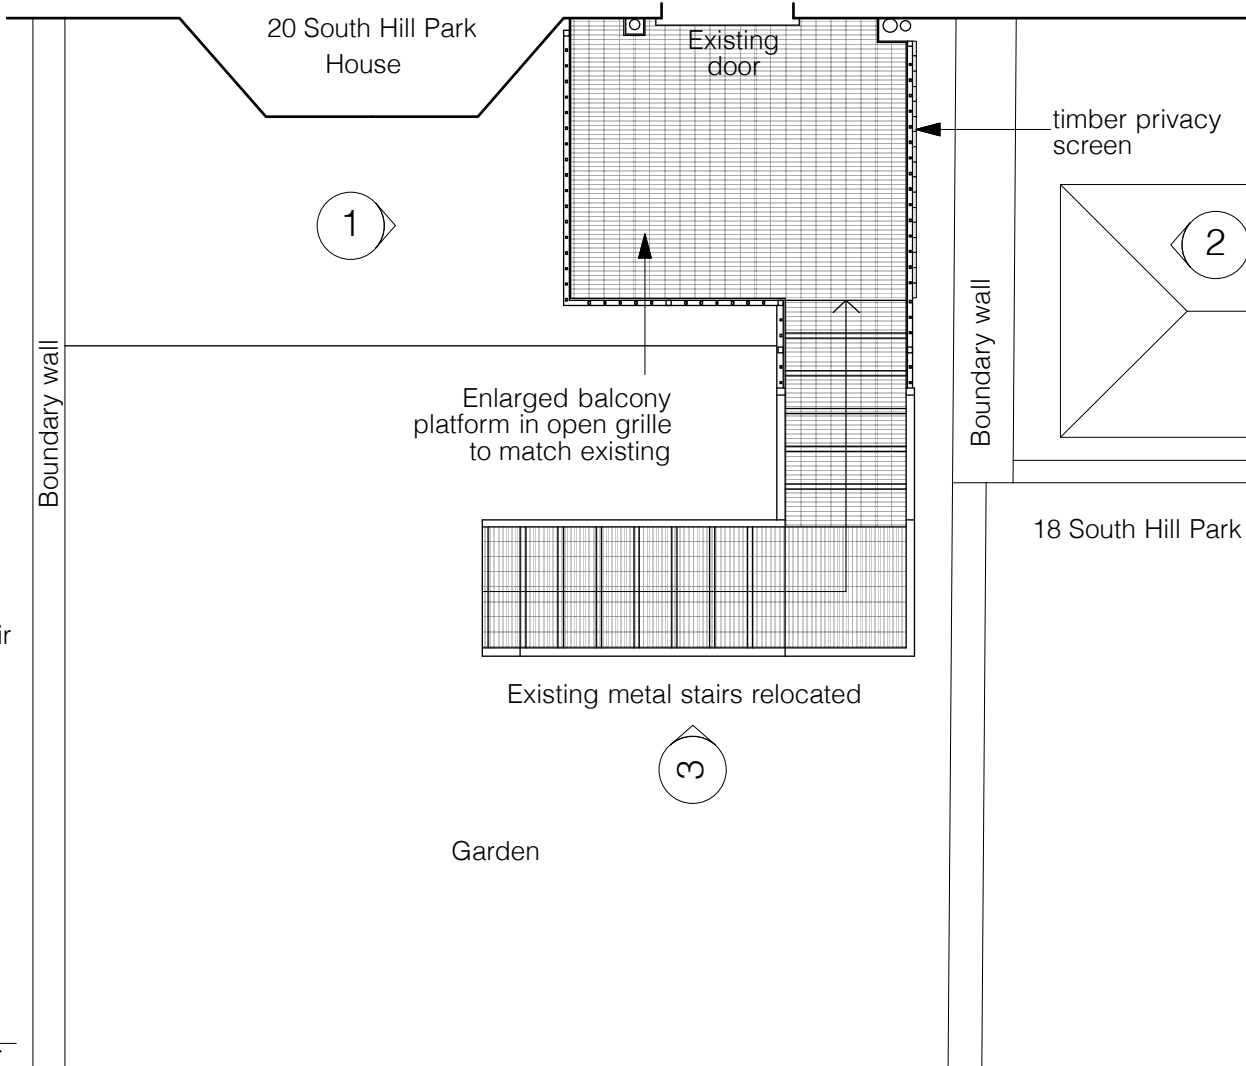 20 South Hill Park
House
Existing
door
timber privacy
screen
1
2
Boundary wall
Boundary wall
Enlarged balcony
platform in open grille
to match existing
18 South Hill Park
ir
Existing metal stairs relocated
3
Garden